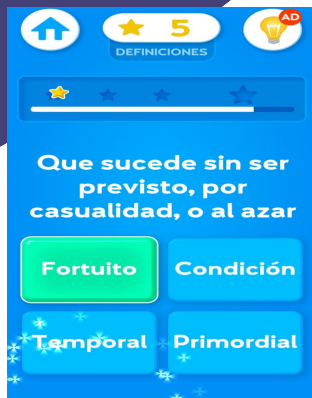 5
AD
DEFINICIONES
Que sucede sin ser
previsto, por
casualidad, o al azar
Fortuito
Condición
Temporal
Primordial